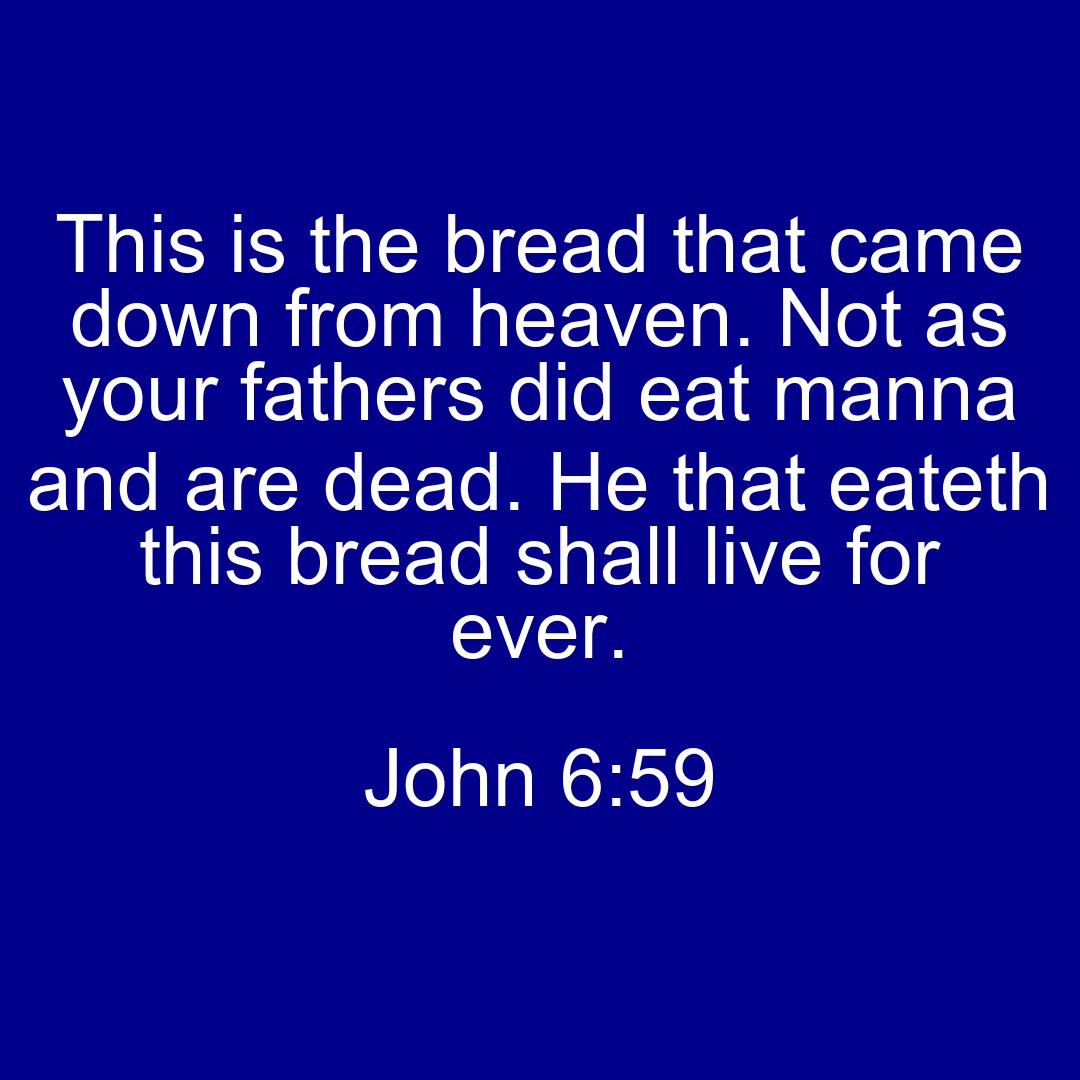 This is the bread that came
down from heaven. Not as
your fathers did eat manna
and are dead. He that eateth
this bread shall live for
ever.
John 6:59